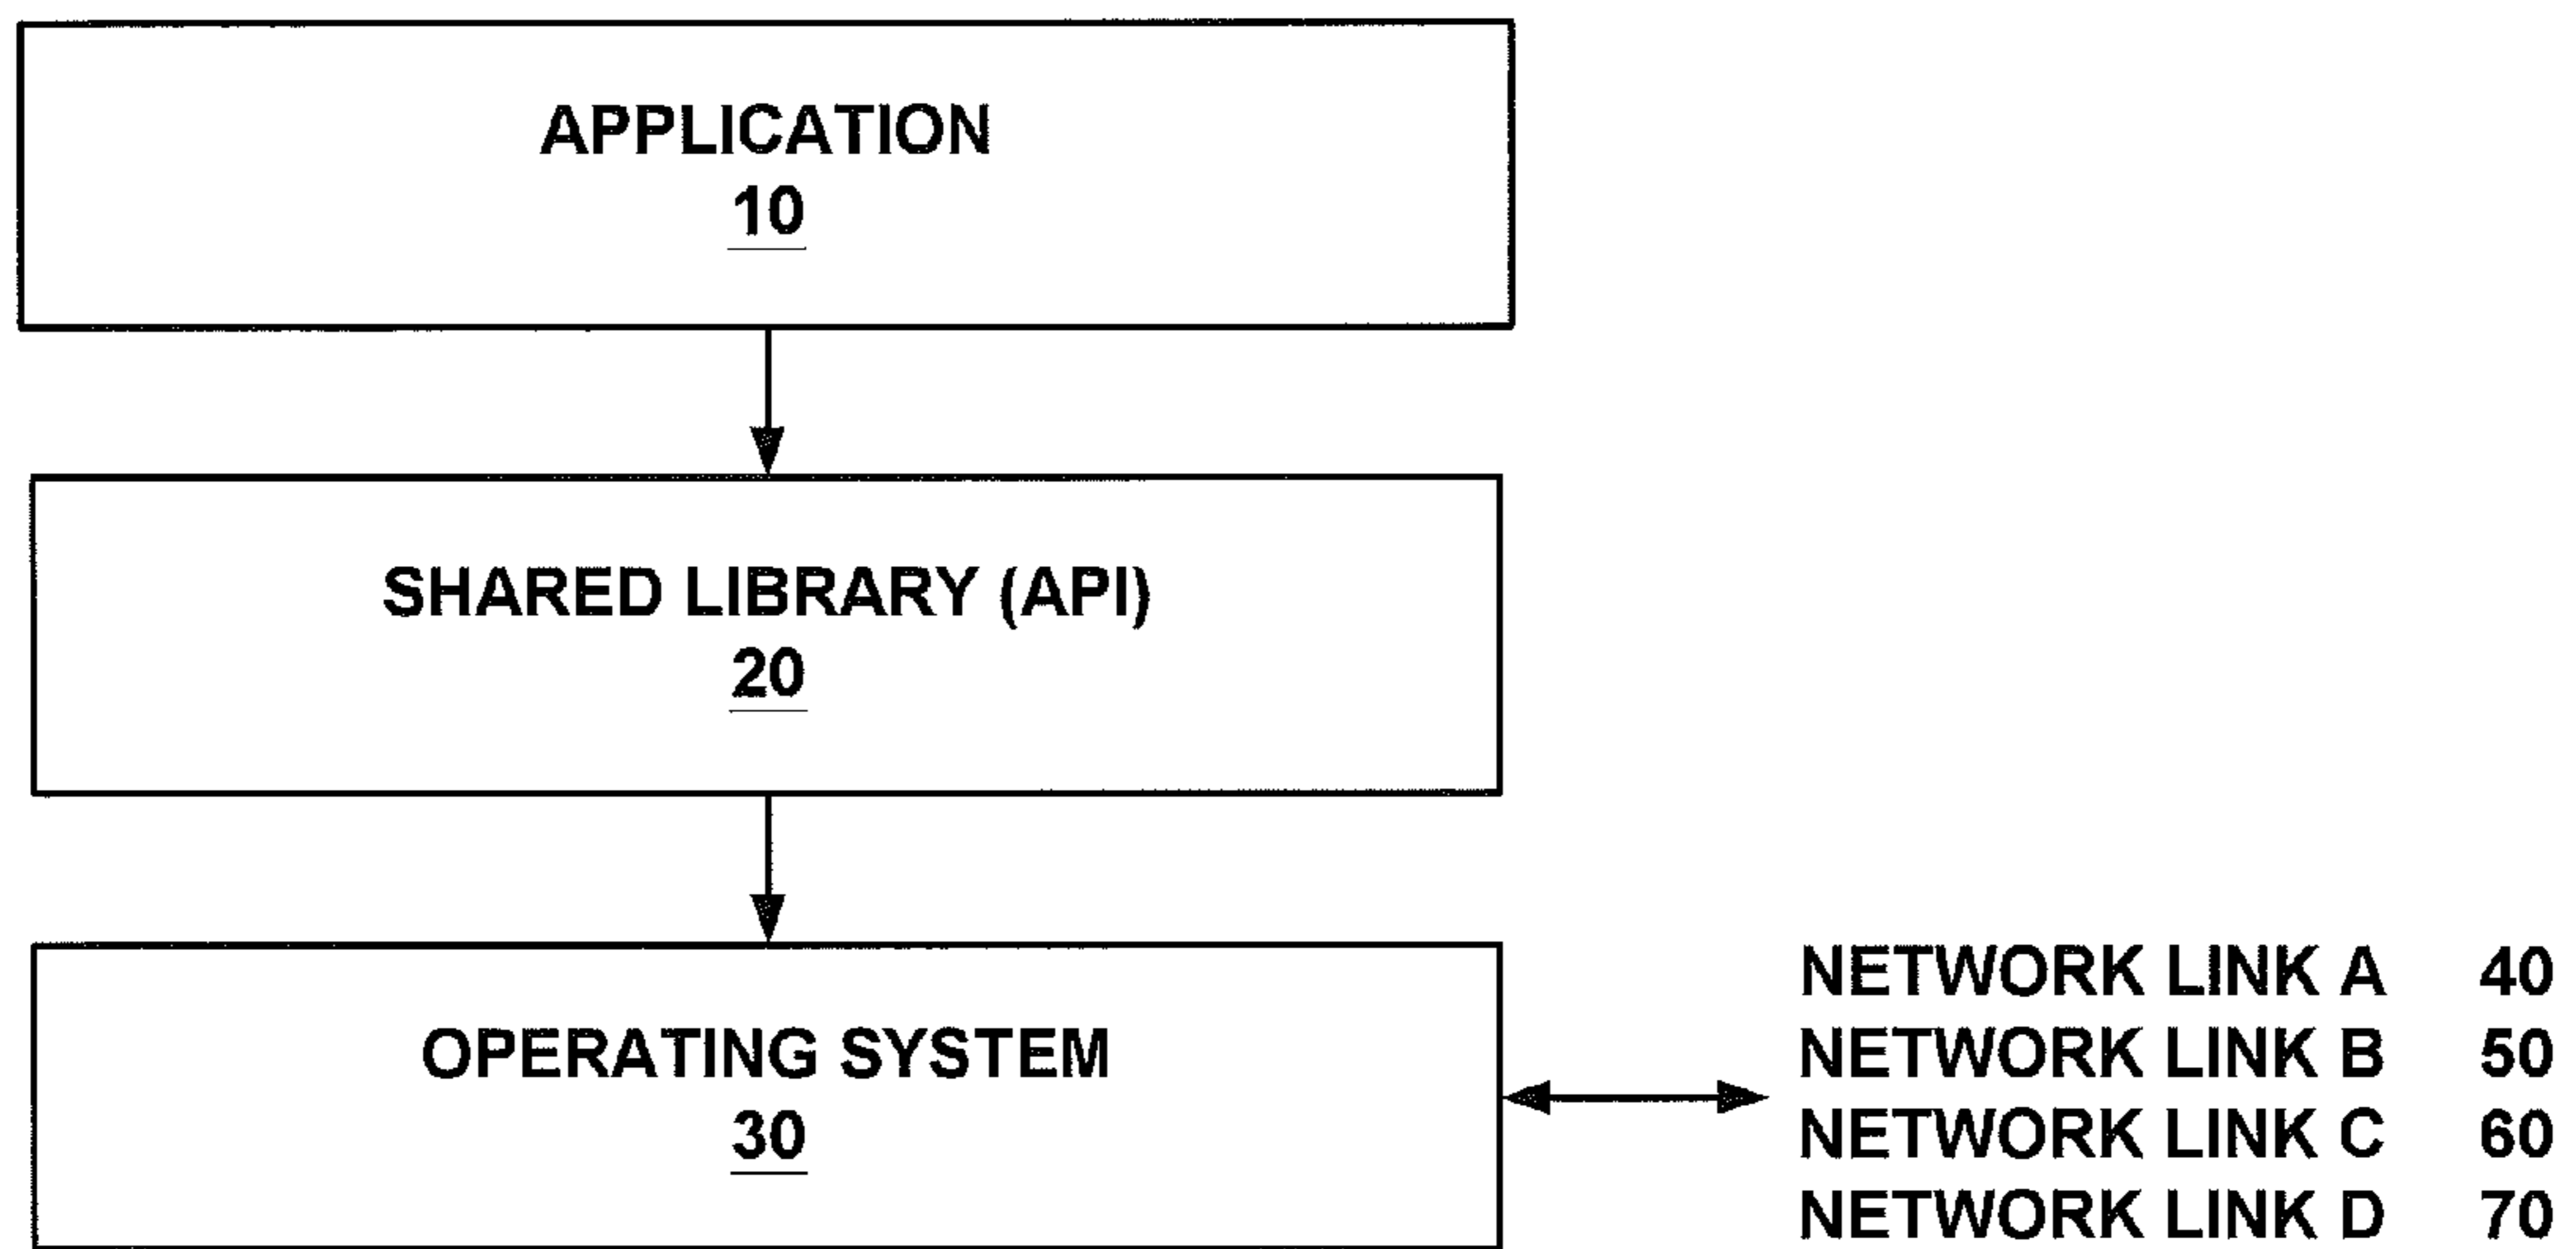 APPLICATION
10
SHARED LIBRARY (API)
20
OPERATING SYSTEM
30
NETWORK LINK A 40
NETWORK LINK B 50
NETWORK LINK C 60
NETWORK LINK D 70